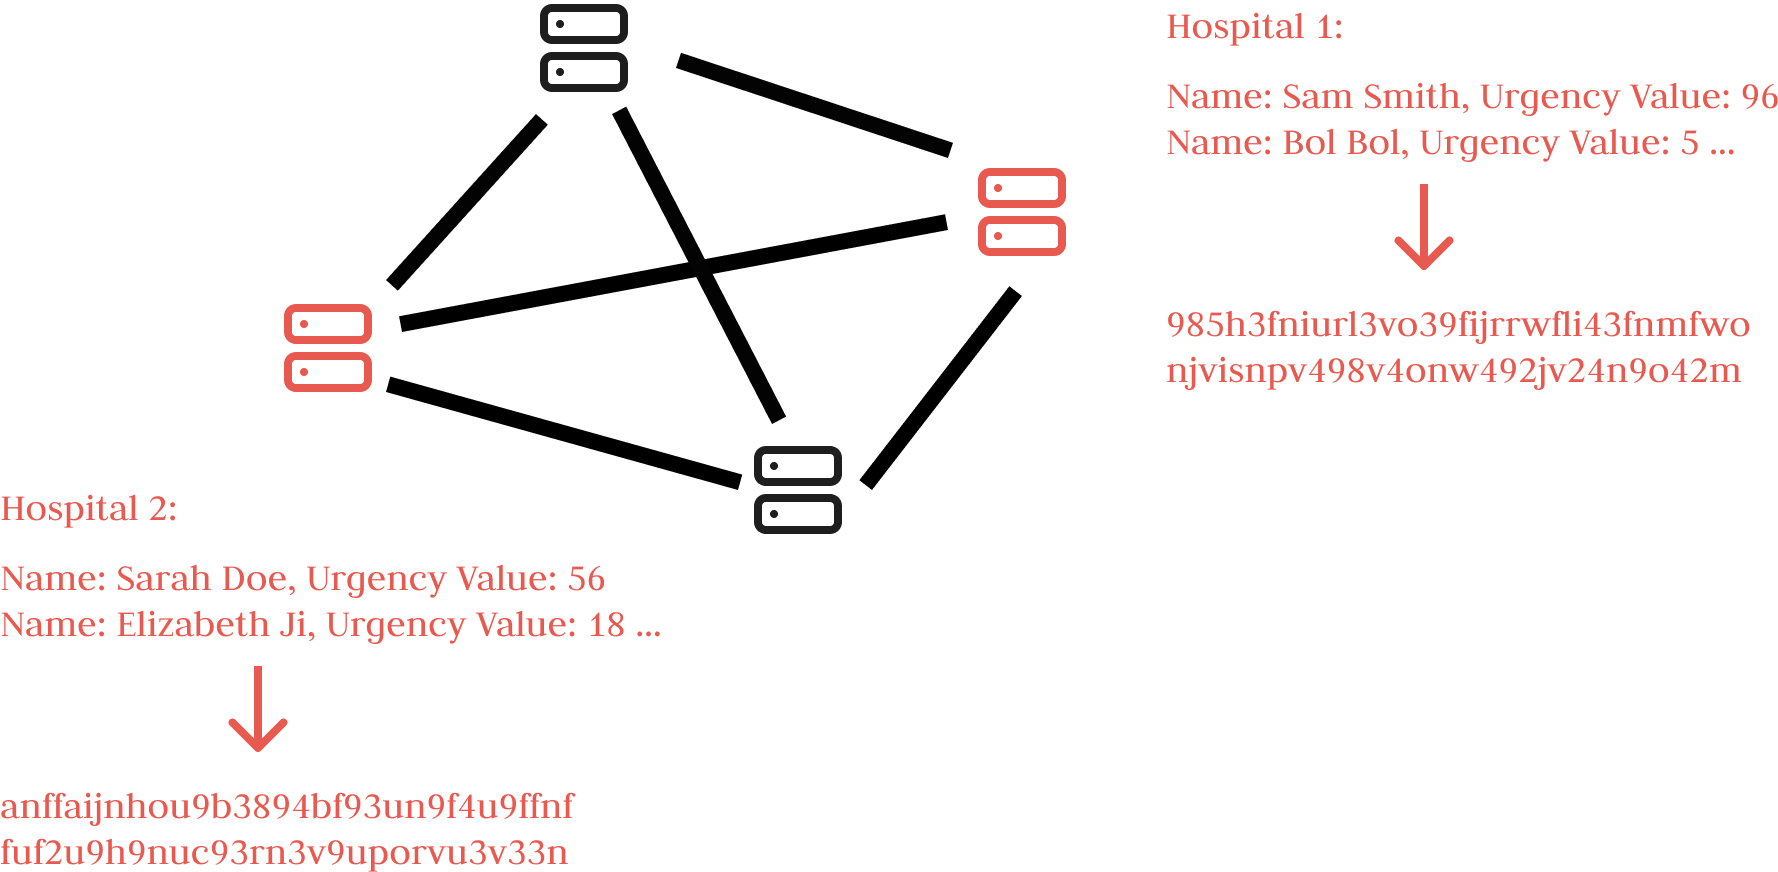 Hospital 1:
Name: Sam Smith, Urgency Value: 96
Name: Bol Bol, Urgency Value: 5 ...
985h3fniurl3vo39fijrrwfli43fnmfwo
njvisnpv498v4onw492jv24n9o42m
Hospital 2:
Name: Sarah Doe, Urgency Value: 56
Name: Elizabeth Ji, Urgency Value: 18 ...
anffaijnhou9b3894bf93un9f4u9ffnf
fuf2u9h9nuc93rn3v9uporvu3v33n